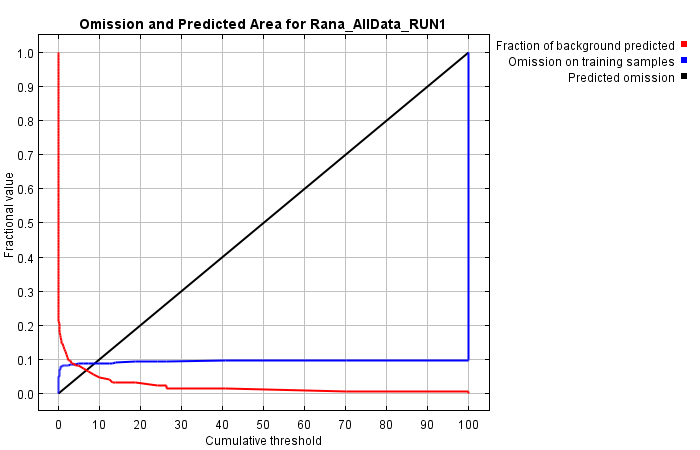 Omission and Predicted Area for Rana_AllData_RUN1
Fraction of background predicted
Omission on training samples
Predicted omission
Fractional value
1.0
0.9
0.8
0.7
0.6
0.5
0.4
0.3
0.2
0.1
0.0
0 10 20 30 40 50 60 70 80 90 100
Cumulative threshold